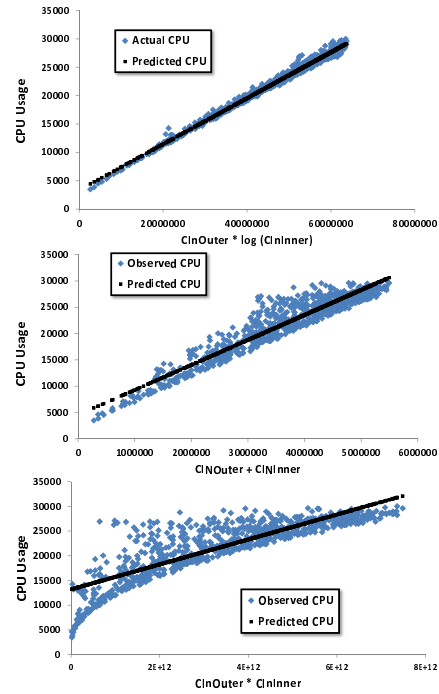 35000
30000
25000
20000
15000
10000
5000
0
CPU Usage
Actual CPU
Predicted CPU
0 20000000 40000000 60000000 80000000
CInOuter * log (CInInner)
35000
30000
25000
20000
15000
10000
5000
0
CPU Usage
Observed CPU
Predicted CPU
0 1000000 2000000 3000000 4000000 5000000 6000000
CINOuter + CINInner
35000
30000
25000
20000
15000
10000
5000
0
CPU Usage
Observed CPU
Predicted CPU
0 2E+12 4E+12 6E+12 8E+12
CInOuter * CInInner